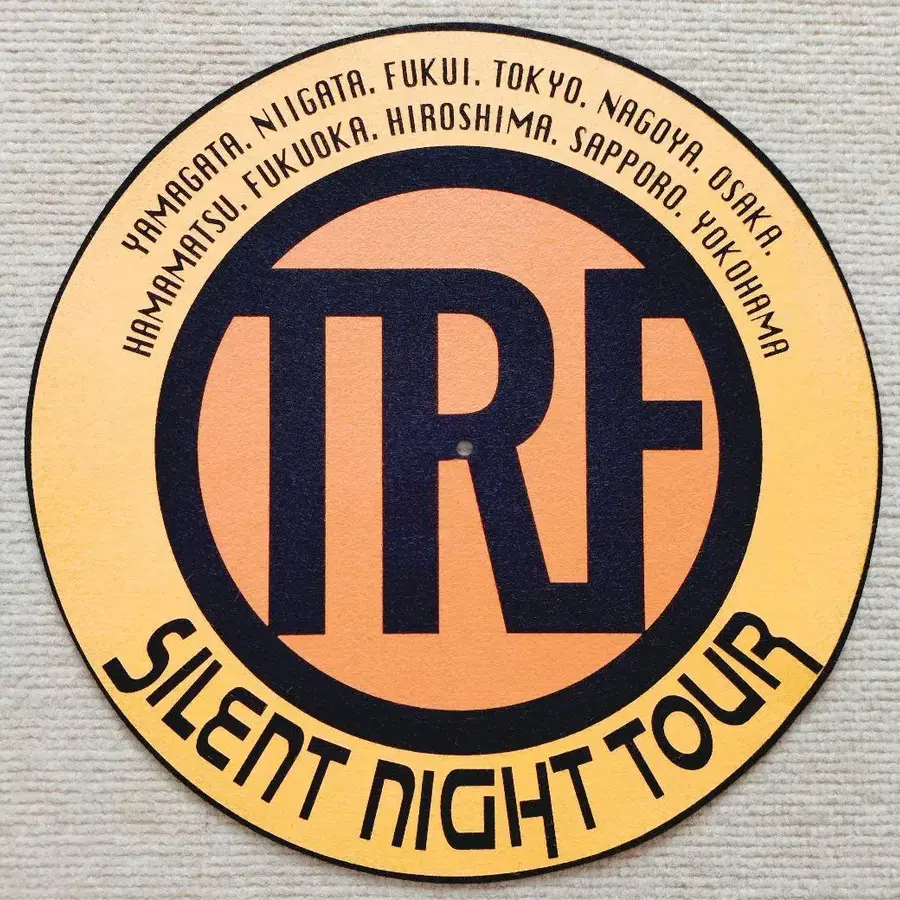 YAMAGATA. NIIGATA. FUKUI. TOKYO. NAGOYA. OSAKA.
HAMAMATSU. FUKUOKA. HIROSHIMA. SAPPORO. YOKOHAMA
TRF
SILENT NIGHT TOUR